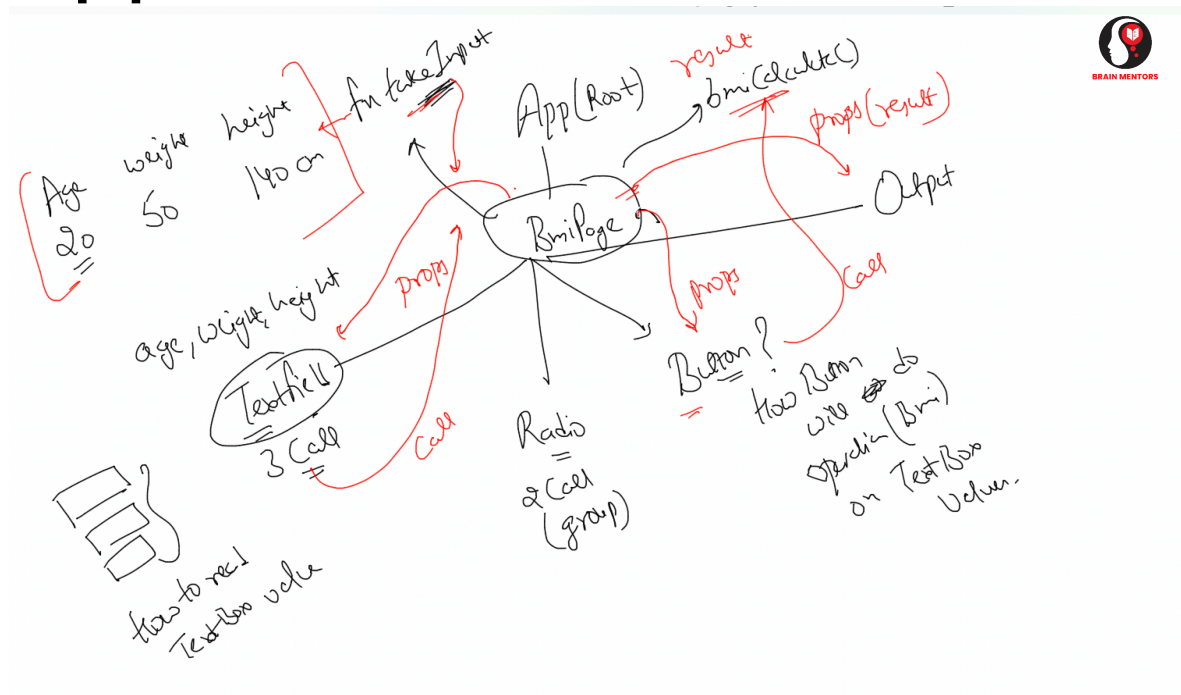 BRAIN MENTORS
fn takeInput
result
App (Root)
bmiCalculate()
props (result)
Age weight height
20 50 140 cm
BmiPage
Output
props
props
Call
age, weight, height
Textfield
3 Call
Call
Button?
How Button
will do
operation (Bmi)
on TextBox
values.
Radio
2 Call
(group)
How to read
TextBox value